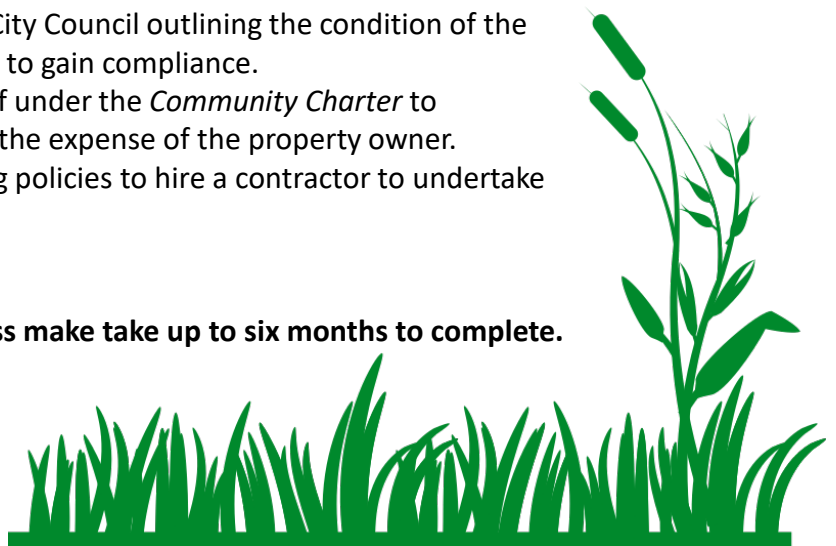 City Council outlining the condition of the
to gain compliance.
f under the Community Charter to
the expense of the property owner.
g policies to hire a contractor to undertake
ss make take up to six months to complete.